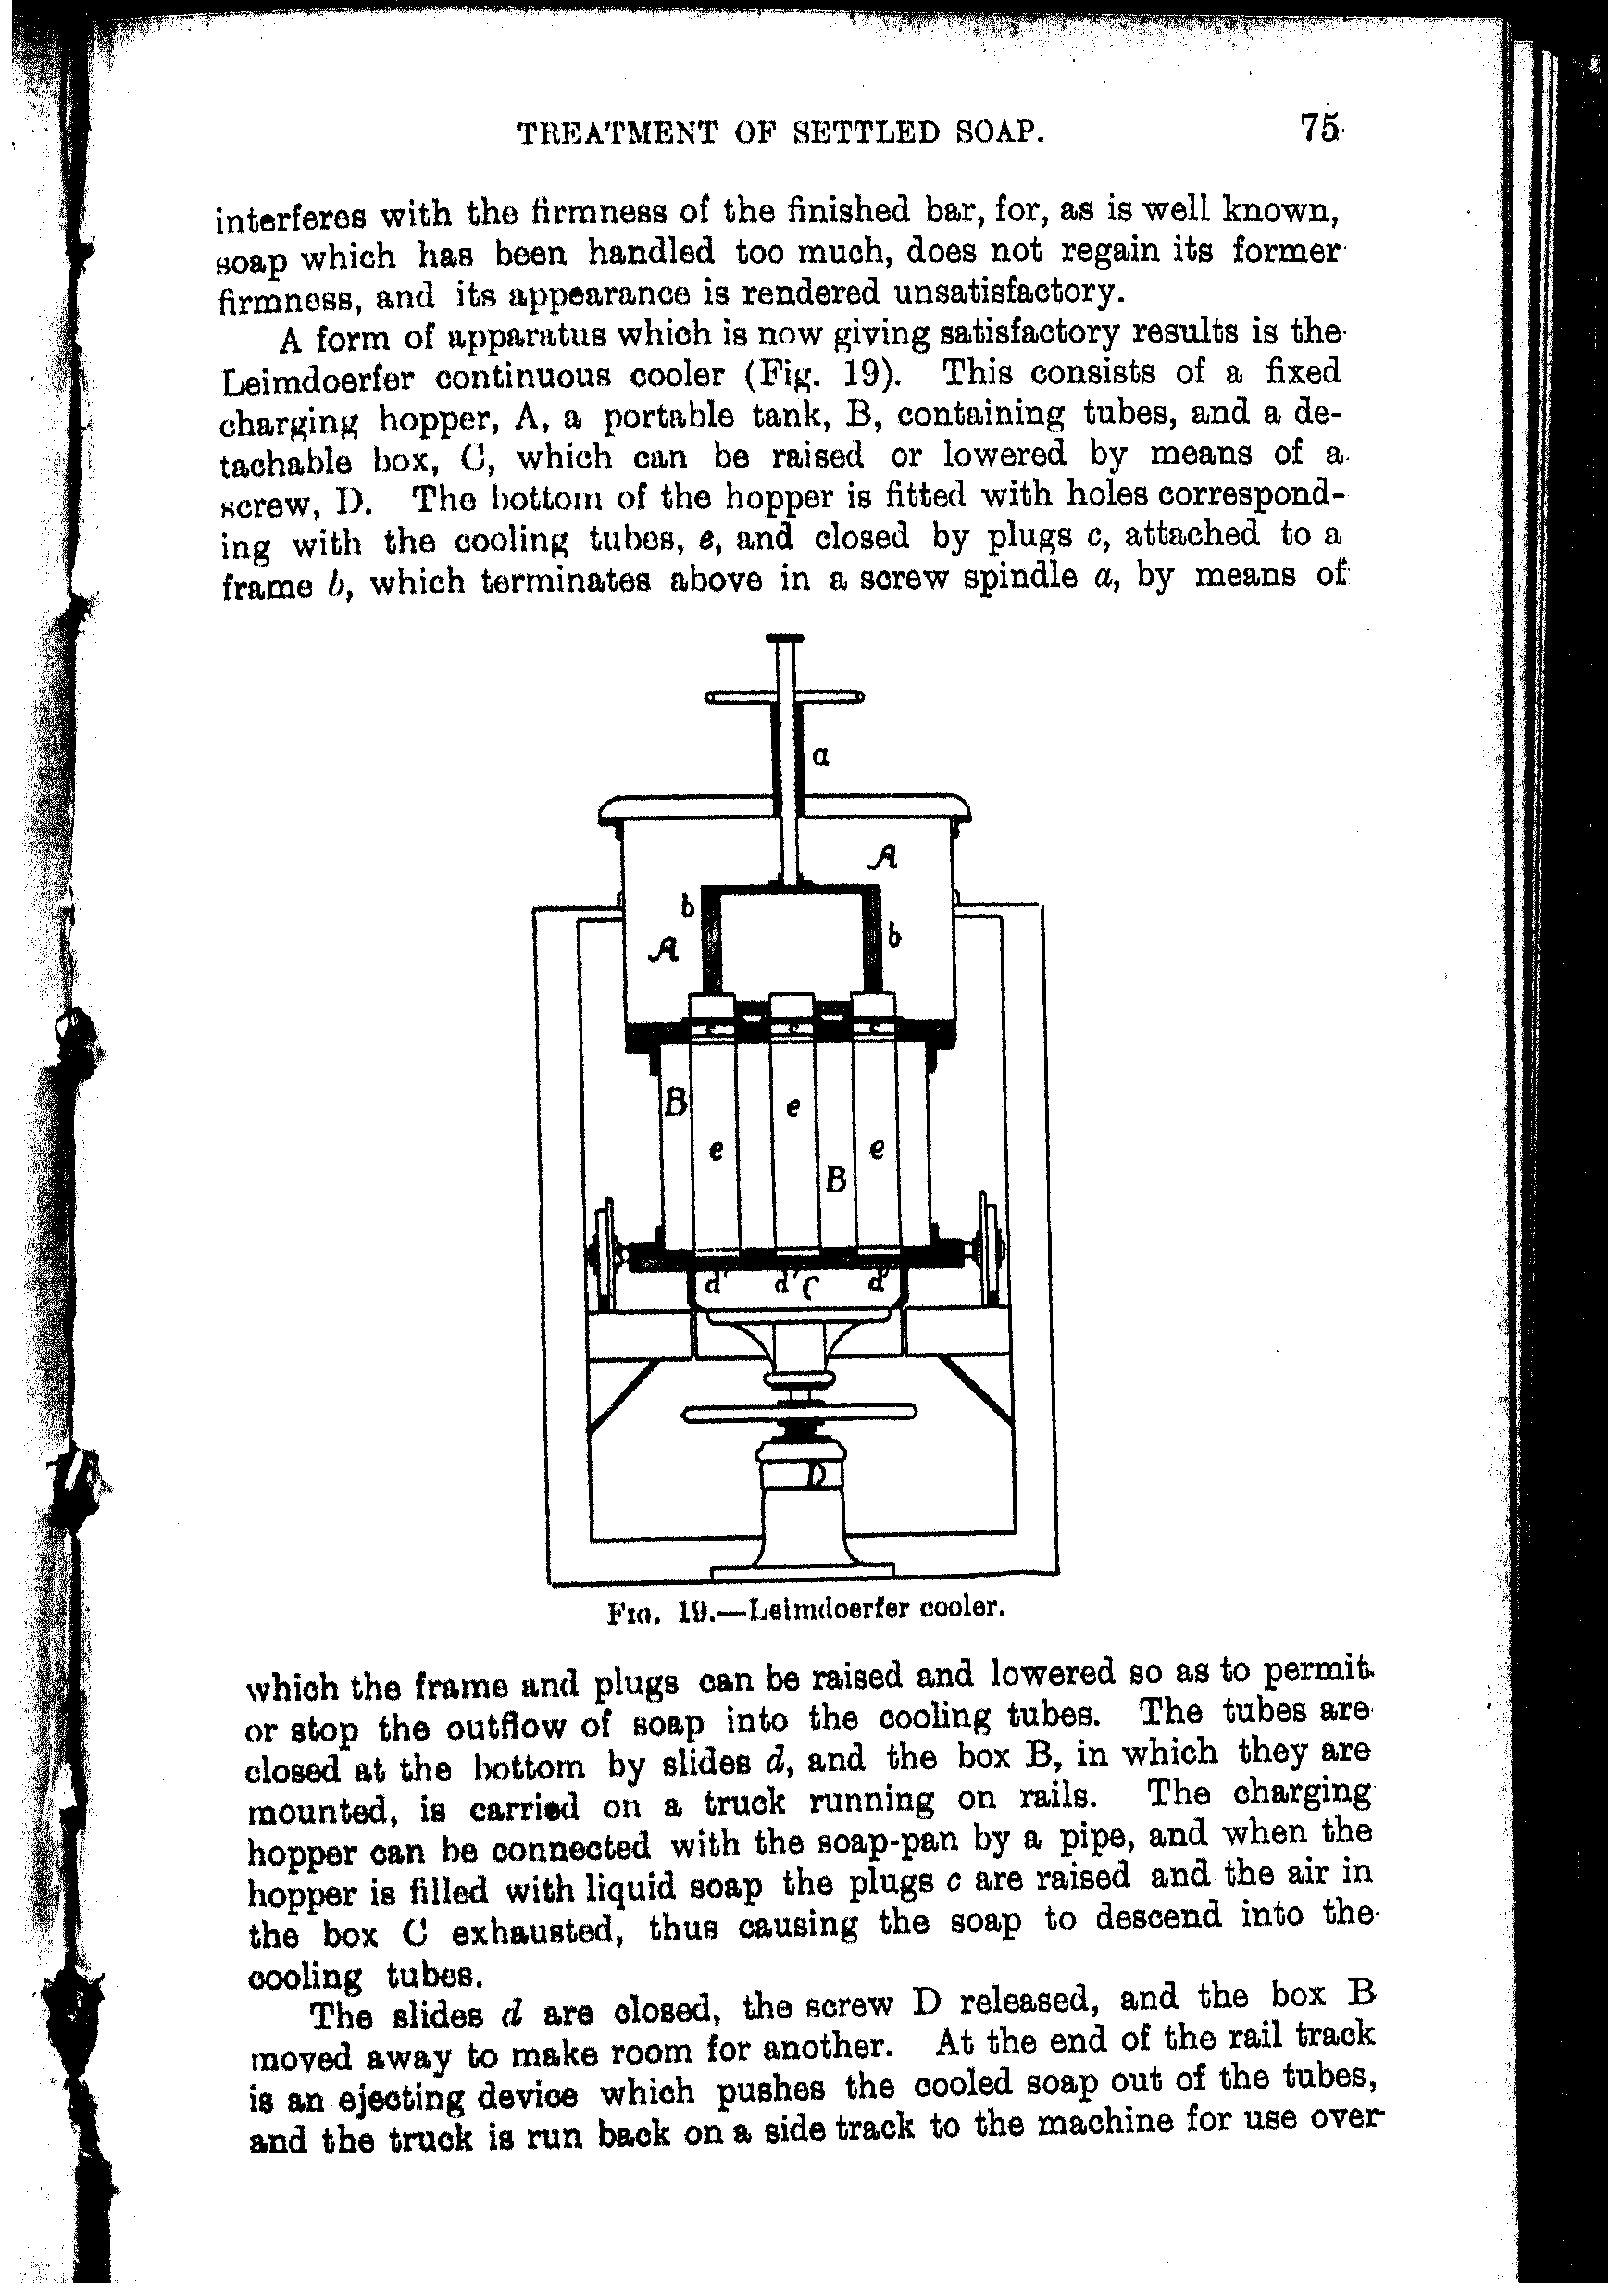 TREATMENT OF SETTLED SOAP. 75
interferes with the firmness of the finished bar, for, as is well known,
soap which has been handled too much, does not regain its former
firmness, and its appearance is rendered unsatisfactory.
A form of apparatus which is now giving satisfactory results is the
Leimdoerfer continuous cooler (Fig. 19). This consists of a fixed
charging hopper, A, a portable tank, B, containing tubes, and a de-
tachable box, C, which can be raised or lowered by means of a
screw, D. The bottom of the hopper is fitted with holes correspond-
ing with the cooling tubes, e, and closed by plugs c, attached to a
frame b, which terminates above in a screw spindle a, by means of
a
A
b
b
A
c c c
B
e
e
e
B
d' d' C d'
D
FIG. 19.—Leimdoerfer cooler.
which the frame and plugs can be raised and lowered so as to permit
or stop the outflow of soap into the cooling tubes. The tubes are
closed at the bottom by slides d, and the box B, in which they are
mounted, is carried on a truck running on rails. The charging
hopper can be connected with the soap-pan by a pipe, and when the
hopper is filled with liquid soap the plugs c are raised and the air in
the box C exhausted, thus causing the soap to descend into the
cooling tubes.
The slides d are closed, the screw D released, and the box B
moved away to make room for another. At the end of the rail track
is an ejecting device which pushes the cooled soap out of the tubes,
and the truck is run back on a side track to the machine for use over